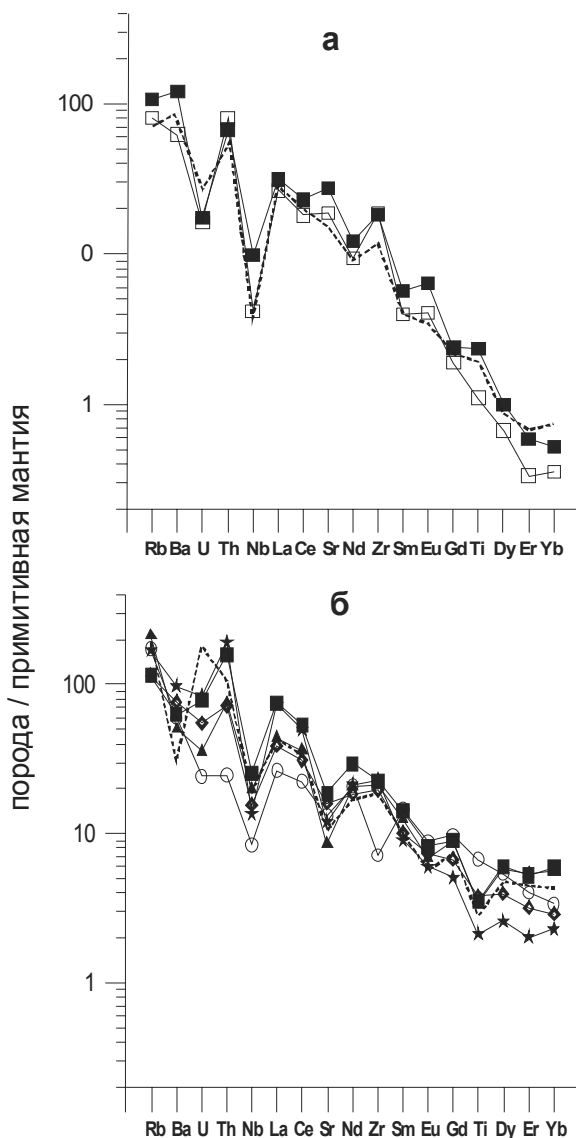 а
100
0
1
Rb Ba U Th Nb La Ce Sr Nd Zr Sm Eu Gd Ti Dy Er Yb
порода / примитивная мантия
б
100
10
1
Rb Ba U Th Nb La Ce Sr Nd Zr Sm Eu Gd Ti Dy Er Yb